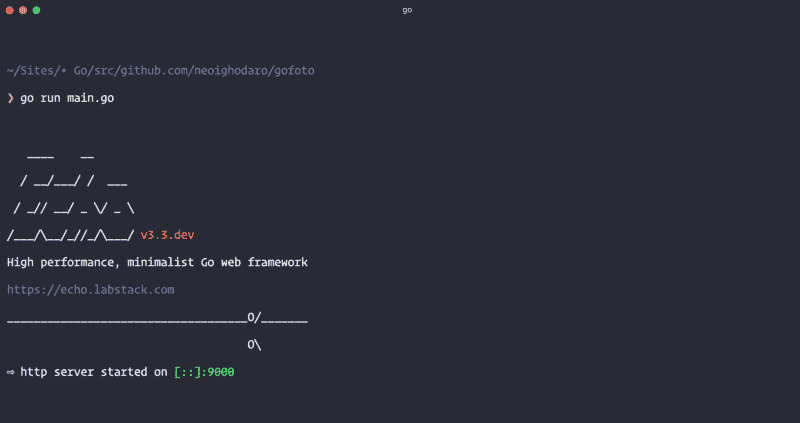 go
~/Sites/• Go/src/github.com/neoighodaro/gofoto
❯ go run main.go
   ____    __
  / __/___/ /  ___
 / _// __/ _ \/ _ \
/___/\__/_//_/\___/ v3.3.dev
High performance, minimalist Go web framework
https://echo.labstack.com
____________________________________O/_______
                                    O\
⇨ http server started on [::]:9000